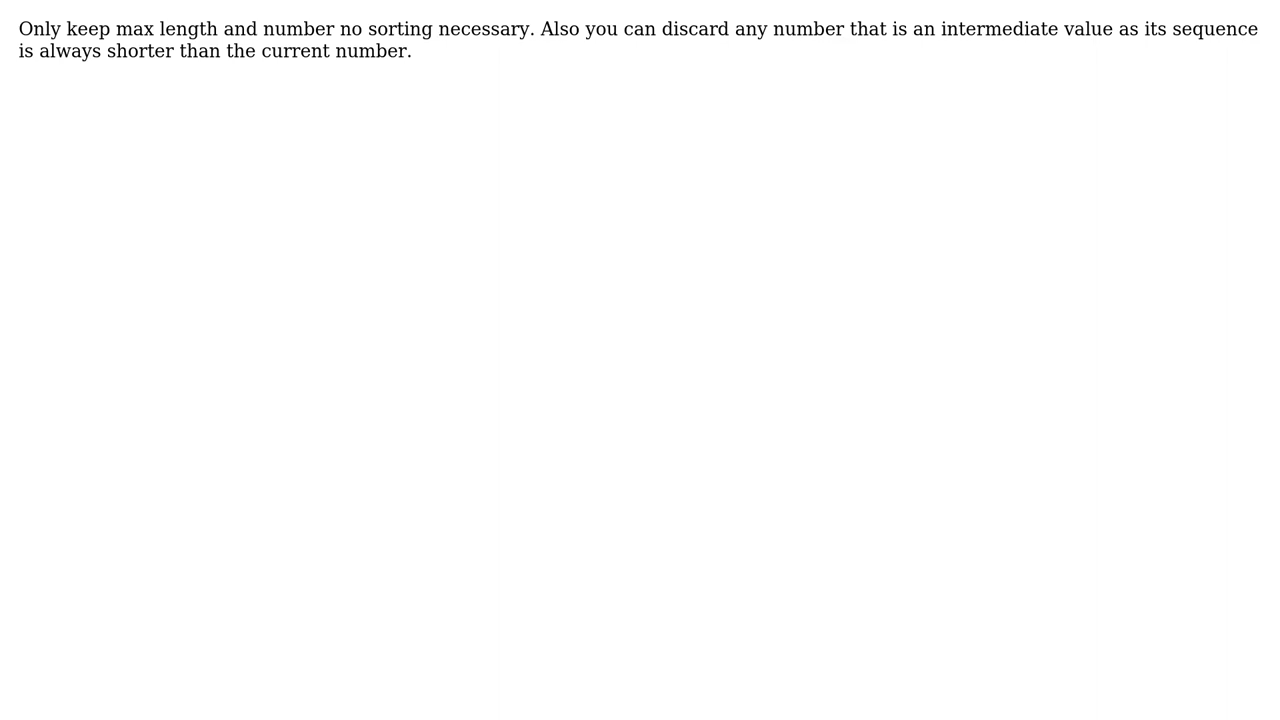 Only keep max length and number no sorting necessary. Also you can discard any number that is an intermediate value as its sequence
is always shorter than the current number.